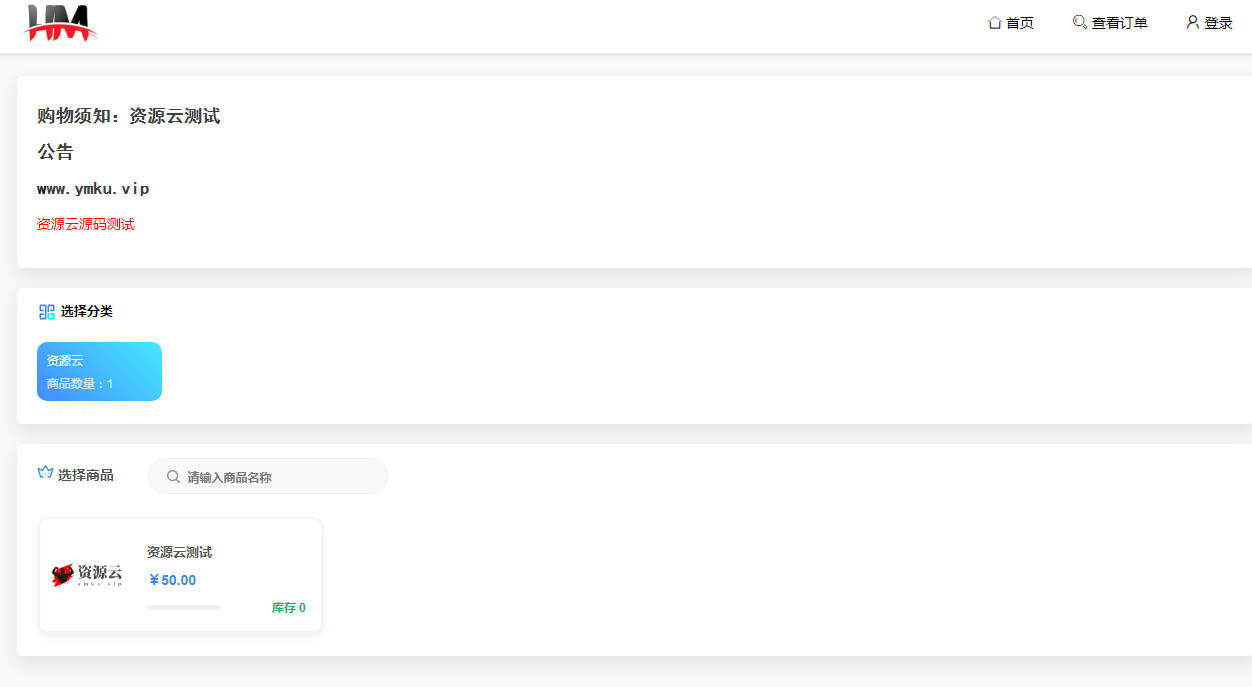 HM
首页
查看订单
登录
购物须知：资源云测试
公告
www.ymku.vip
资源云源码测试
选择分类
资源云
商品数量：1
选择商品
请输入商品名称
资源云
ymku.vip
资源云测试
￥50.00
库存 0